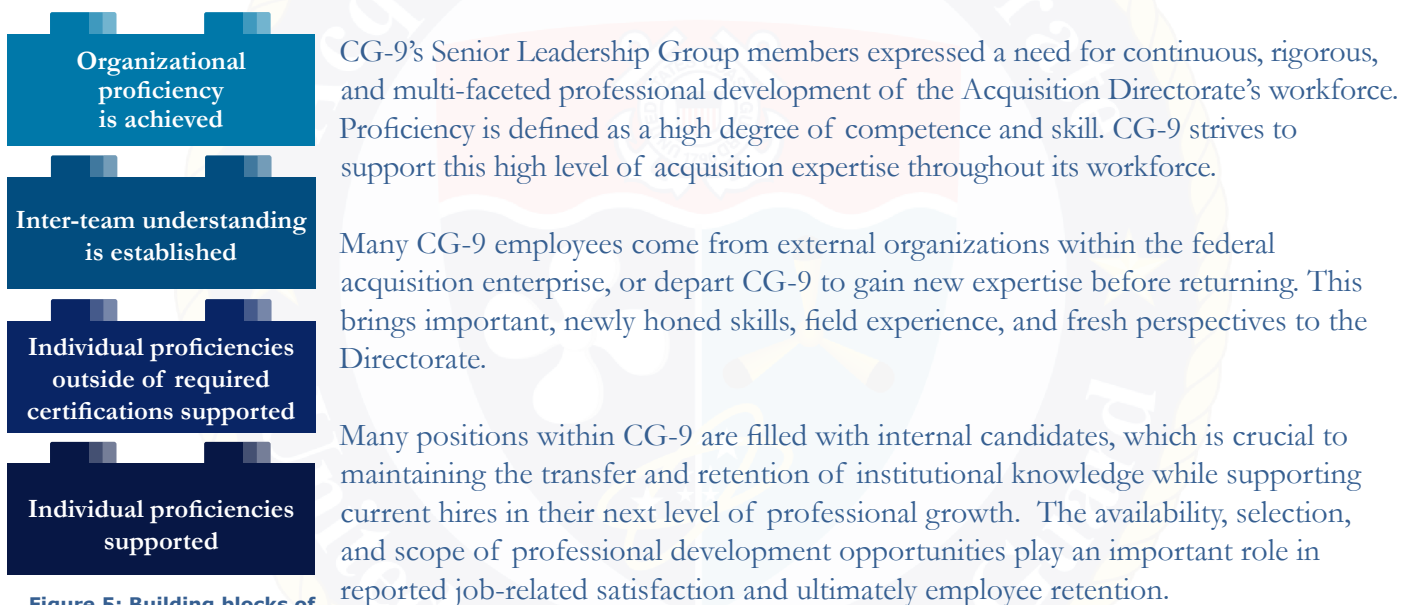 Organizational
proficiency
is achieved
Inter-team understanding
is established
Individual proficiencies
outside of required
certifications supported
Individual proficiencies
supported
Figure 5: Building blocks of
CG-9’s Senior Leadership Group members expressed a need for continuous, rigorous,
and multi-faceted professional development of the Acquisition Directorate’s workforce.
Proficiency is defined as a high degree of competence and skill. CG-9 strives to
support this high level of acquisition expertise throughout its workforce.
Many CG-9 employees come from external organizations within the federal
acquisition enterprise, or depart CG-9 to gain new expertise before returning. This
brings important, newly honed skills, field experience, and fresh perspectives to the
Directorate.
Many positions within CG-9 are filled with internal candidates, which is crucial to
maintaining the transfer and retention of institutional knowledge while supporting
current hires in their next level of professional growth. The availability, selection,
and scope of professional development opportunities play an important role in
reported job-related satisfaction and ultimately employee retention.